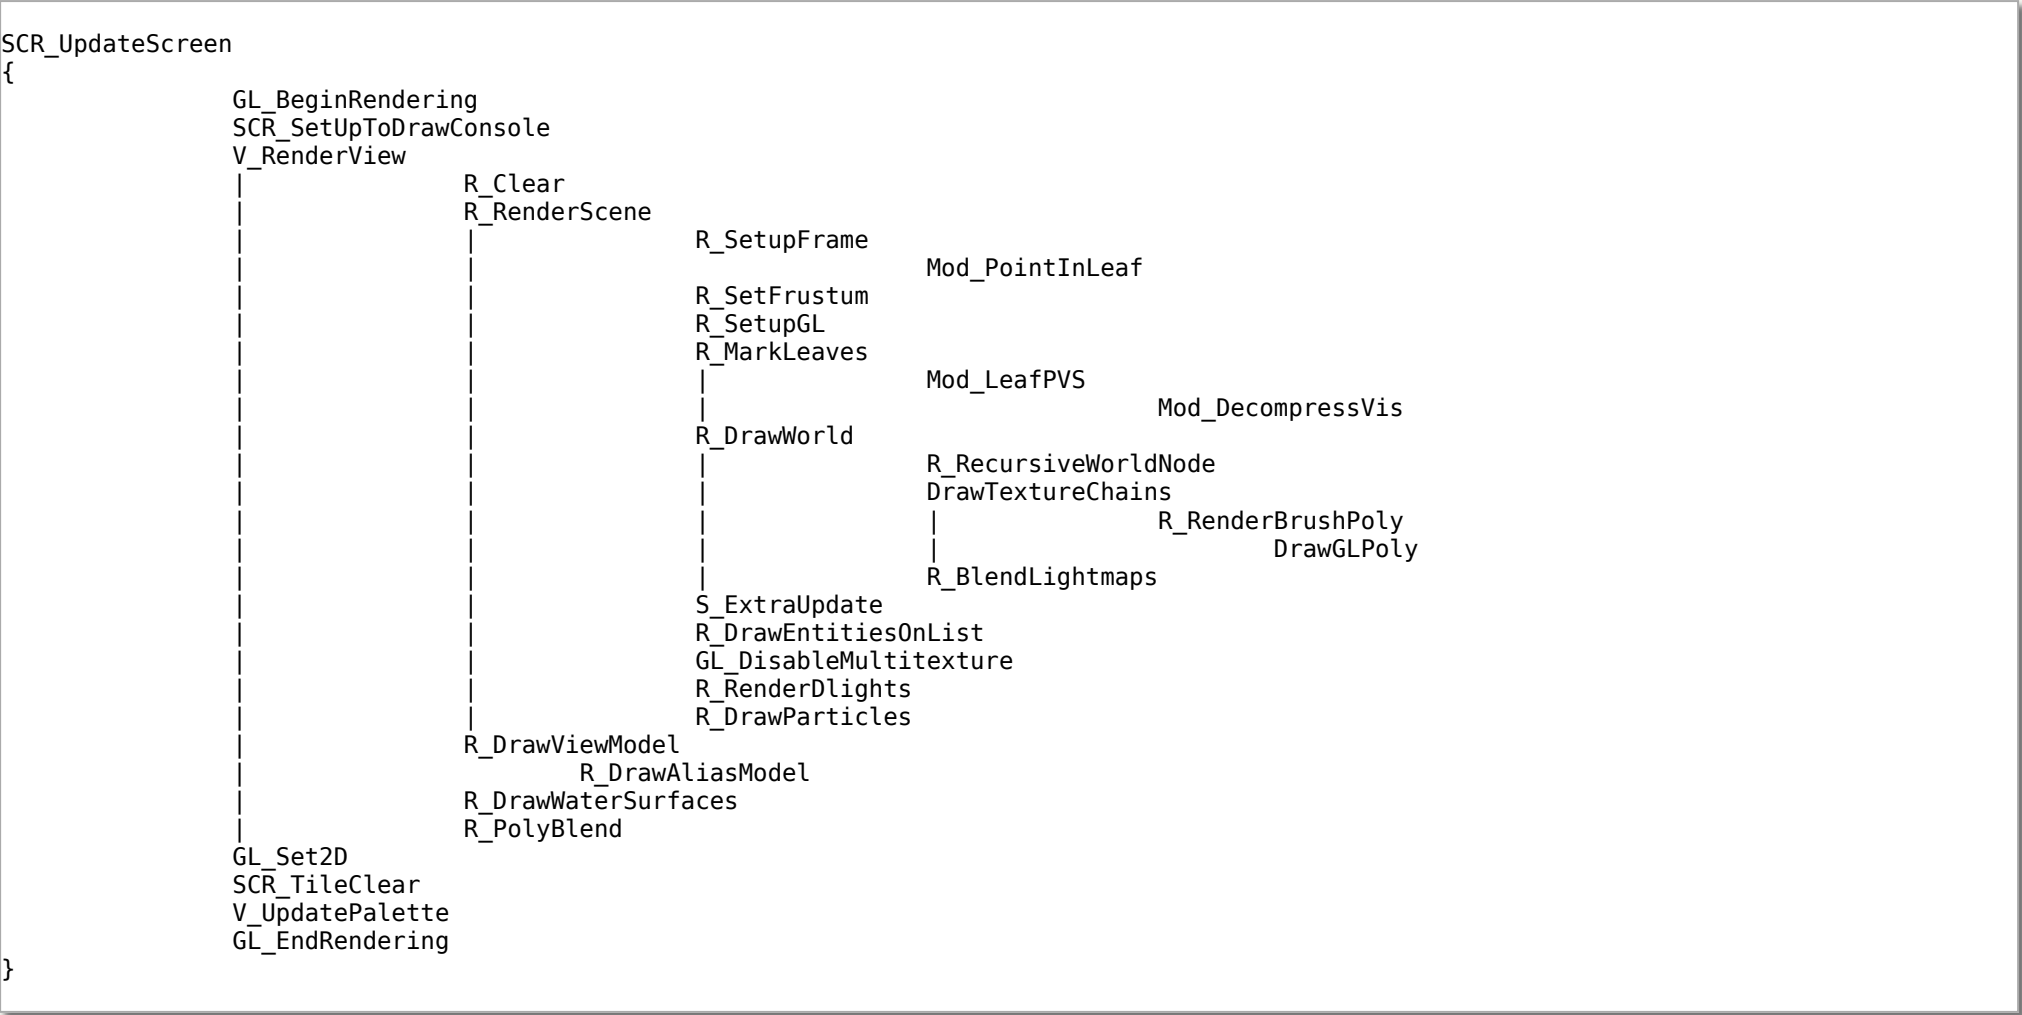 SCR_UpdateScreen
{
                GL_BeginRendering
                SCR_SetUpToDrawConsole
                V_RenderView
                |               R_Clear
                |               R_RenderScene
                |               |               R_SetupFrame
                |               |                               Mod_PointInLeaf
                |               |               R_SetFrustum
                |               |               R_SetupGL
                |               |               R_MarkLeaves
                |               |               |               Mod_LeafPVS
                |               |               |                               Mod_DecompressVis
                |               |               R_DrawWorld
                |               |               |               R_RecursiveWorldNode
                |               |               |               DrawTextureChains
                |               |               |               |               R_RenderBrushPoly
                |               |               |               |                       DrawGLPoly
                |               |               |               R_BlendLightmaps
                |               |               S_ExtraUpdate
                |               |               R_DrawEntitiesOnList
                |               |               GL_DisableMultitexture
                |               |               R_RenderDlights
                |               |               R_DrawParticles
                |               R_DrawViewModel
                |                       R_DrawAliasModel
                |               R_DrawWaterSurfaces
                |               R_PolyBlend
                GL_Set2D
                SCR_TileClear
                V_UpdatePalette
                GL_EndRendering
}